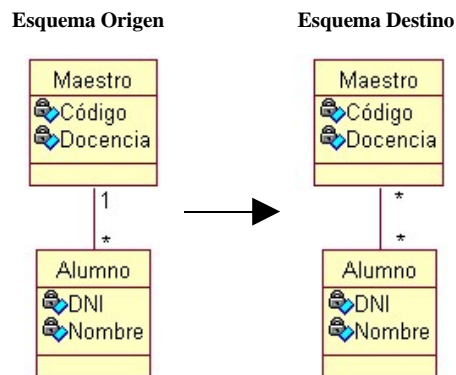 Esquema Origen
Esquema Destino
Maestro
Código
Docencia
1
*
Alumno
DNI
Nombre
Maestro
Código
Docencia
*
*
Alumno
DNI
Nombre